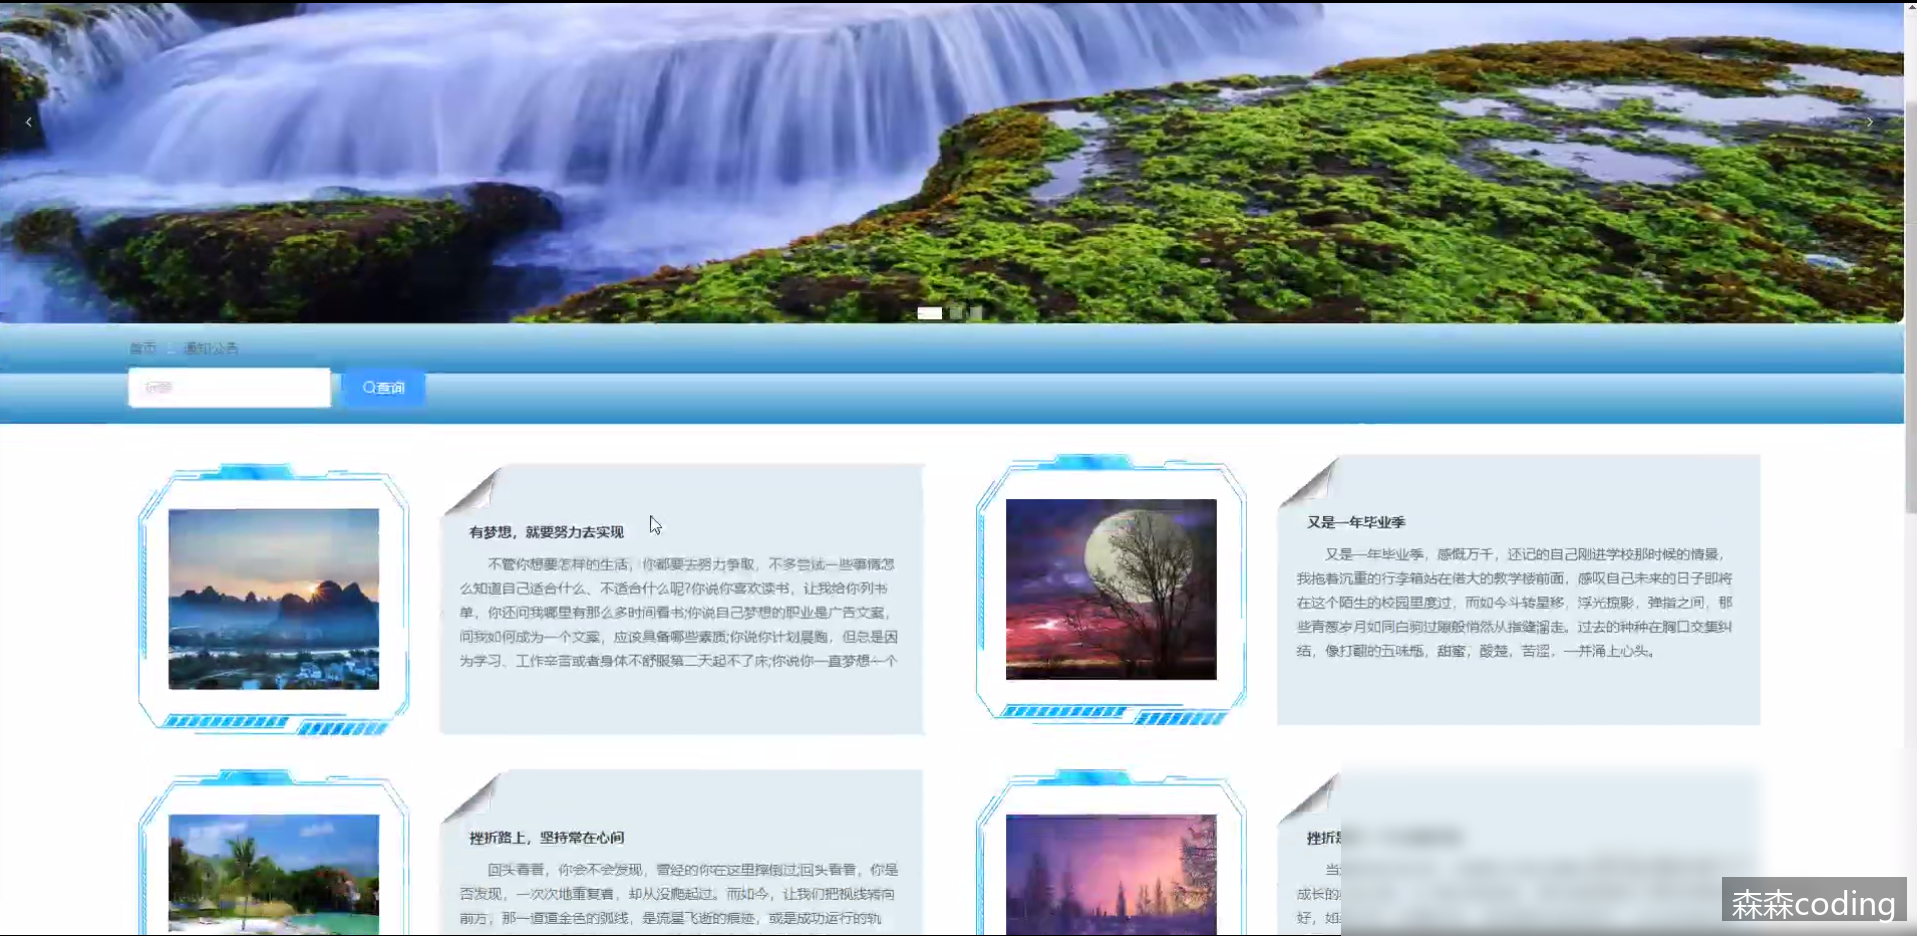 首页 通知公告
标题
查询
有梦想，就要努力去实现
不管你想要怎样的生活，你都要去努力争取，不多尝试一些事情怎
么知道自己适合什么、不适合什么呢?你说你喜欢读书，让我给你列书
单，你还问我哪里有那么多时间看书;你说自己梦想的职业是广告文案，
问我如何成为一个文案，应该具备哪些素质;你说你计划晨跑，但总是因
为学习、工作辛苦或者身体不舒服第二天起不了床;你说你一直梦想一个
又是一年毕业季
又是一年毕业季，感慨万千，还记的自己刚进学校那时候的情景，
我拖着沉重的行李箱站在偌大的教学楼前面，感叹自己未来的日子即将
在这个陌生的校园里度过，而如今斗转星移，浮光掠影，弹指之间，那
些青葱岁月如同白驹过隙般悄然从指缝溜走。过去的种种在胸口交集纠
结，像打翻的五味瓶，甜蜜，酸楚，苦涩，一并涌上心头。
挫折路上，坚持常在心间
回头看看，你会不会发现，曾经的你在这里摔倒过;回头看看，你是
否发现，一次次地重复着，却从没爬起过。而如今，让我们把视线转向
前方，那一道道金色的弧线，是流星飞逝的痕迹，或是成功运行的轨
挫折是
当
成长的
好，如
森森coding